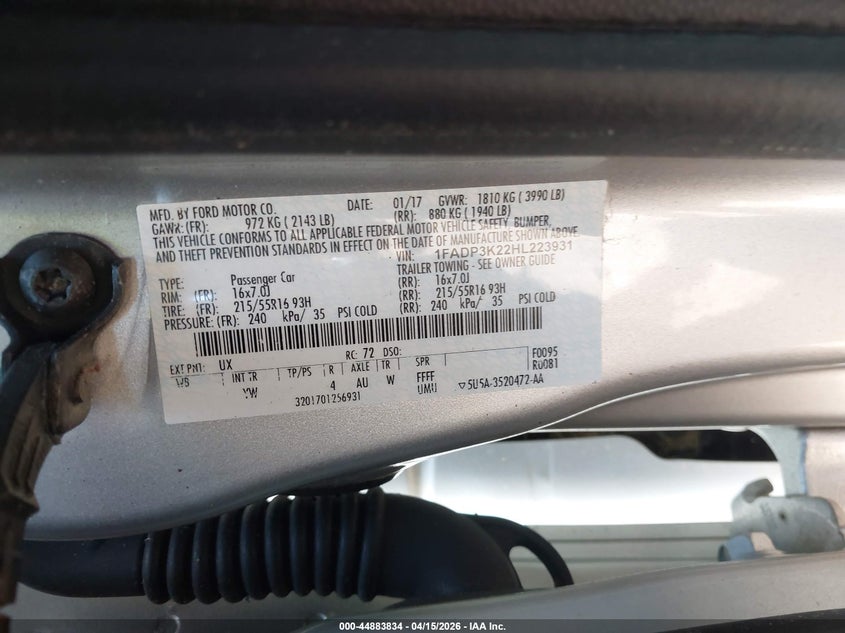 MFD. BY FORD MOTOR CO. DATE: 01/17 GVWR: 1810 KG ( 3990 LB)
GAWR:(FR): 972 KG ( 2143 LB) (RR): 880 KG ( 1940 LB)
THIS VEHICLE CONFORMS TO ALL APPLICABLE FEDERAL MOTOR VEHICLE SAFETY, BUMPER,
AND THEFT PREVENTION STANDARDS IN EFFECT ON THE DATE OF MANUFACTURE SHOWN ABOVE
VIN: 1FADP3K22HL223931
TYPE: Passenger Car TRAILER TOWING - SEE OWNER GUIDE
RIM: (FR): 16x7.0J (RR): 16x7.0J
TIRE: (FR): 215/55R16 93H (RR): 215/55R16 93H
PRESSURE: (FR): 240 kPa/ 35 PSI COLD (RR): 240 kPa/ 35 PSI COLD
EXT PNT: UX RC: 72 DSO: F0095
R0081
WB INT TR TP/PS R AXLE TR SPR
YW 4 AU W FFFF
UMU ▽5U5A-3520472-AA
3201701256931
000-44883834 - 04/15/2026 - IAA Inc.